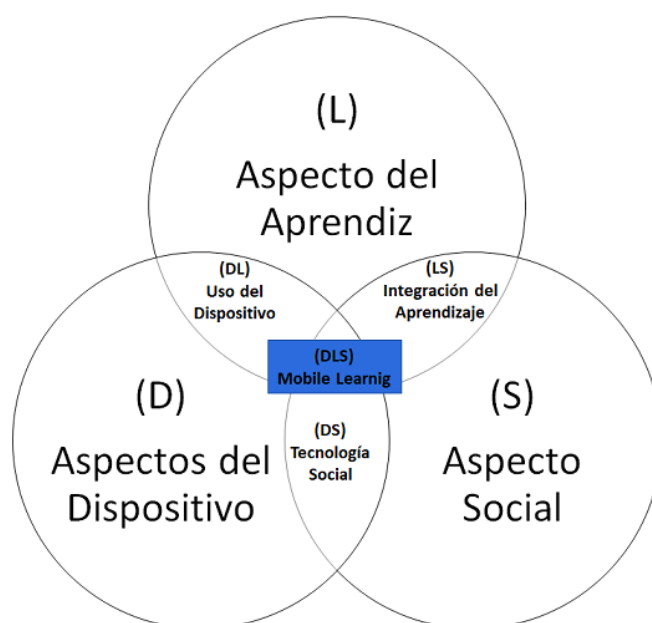 (L)
Aspecto del
Aprendiz
(DL)
Uso del
Dispositivo
(LS)
Integración del
Aprendizaje
(DLS)
Mobile Learnig
(D)
Aspectos del
Dispositivo
(DS)
Tecnología
Social
(S)
Aspecto
Social